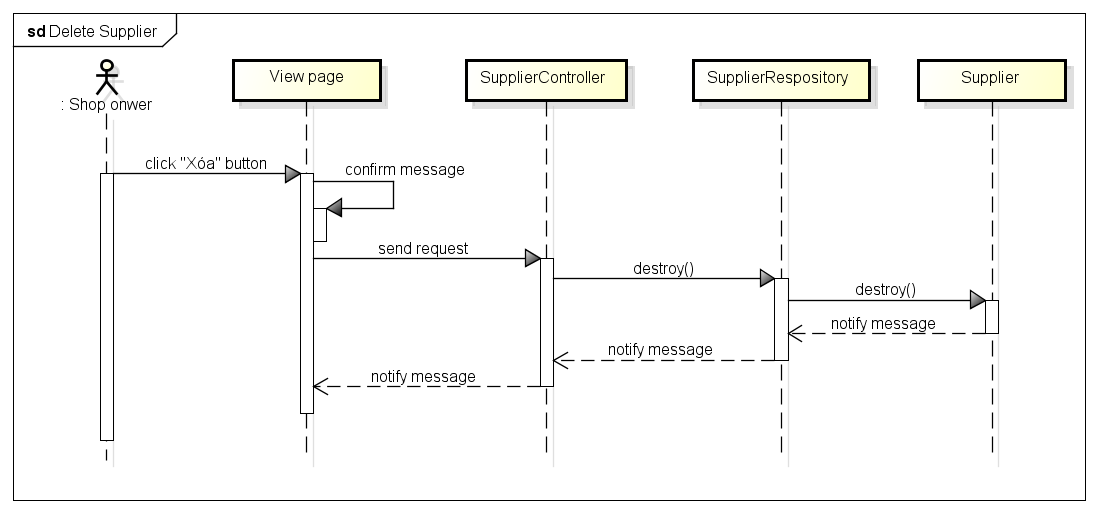 sd Delete Supplier
: Shop onwer
View page
SupplierController
SupplierRespository
Supplier
click "Xóa" button
confirm message
send request
destroy()
destroy()
notify message
notify message
notify message